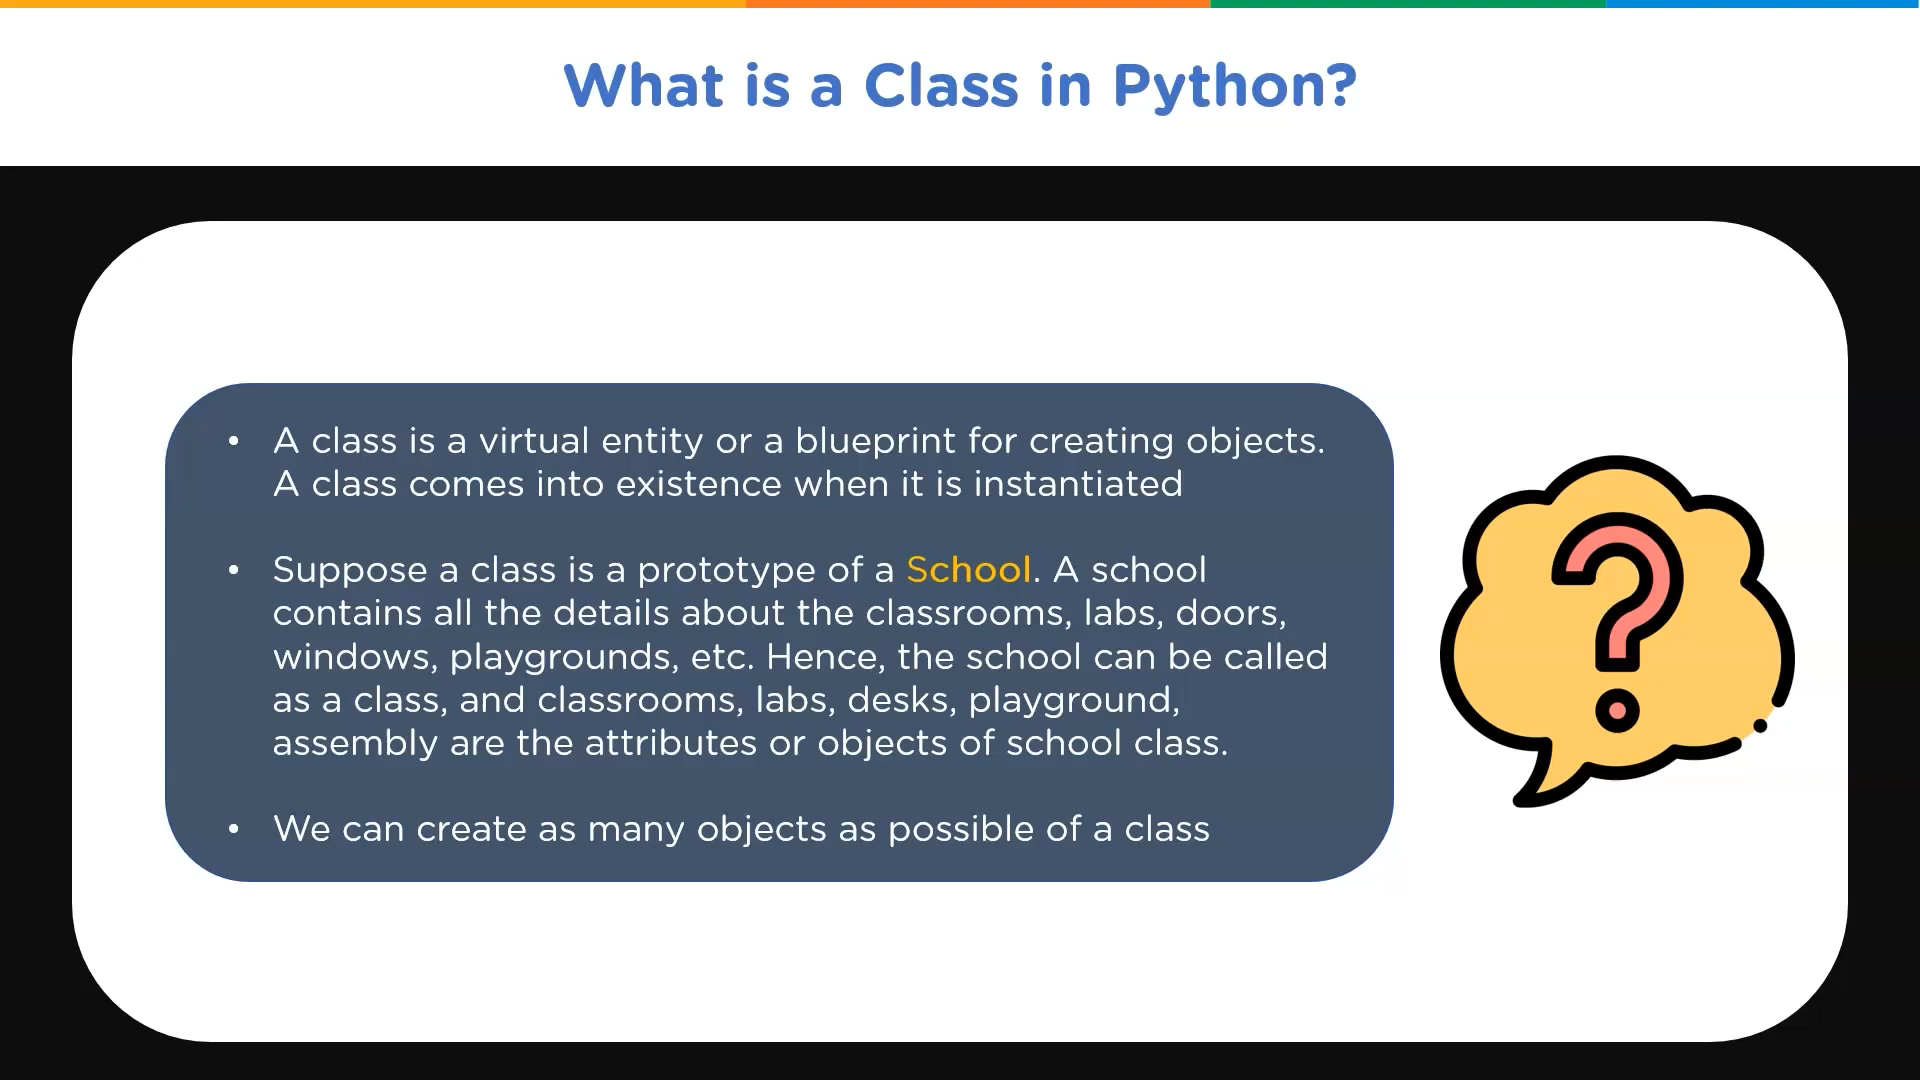 What is a Class in Python?
• A class is a virtual entity or a blueprint for creating objects.
A class comes into existence when it is instantiated
• Suppose a class is a prototype of a School. A school
contains all the details about the classrooms, labs, doors,
windows, playgrounds, etc. Hence, the school can be called
as a class, and classrooms, labs, desks, playground,
assembly are the attributes or objects of school class.
• We can create as many objects as possible of a class
?